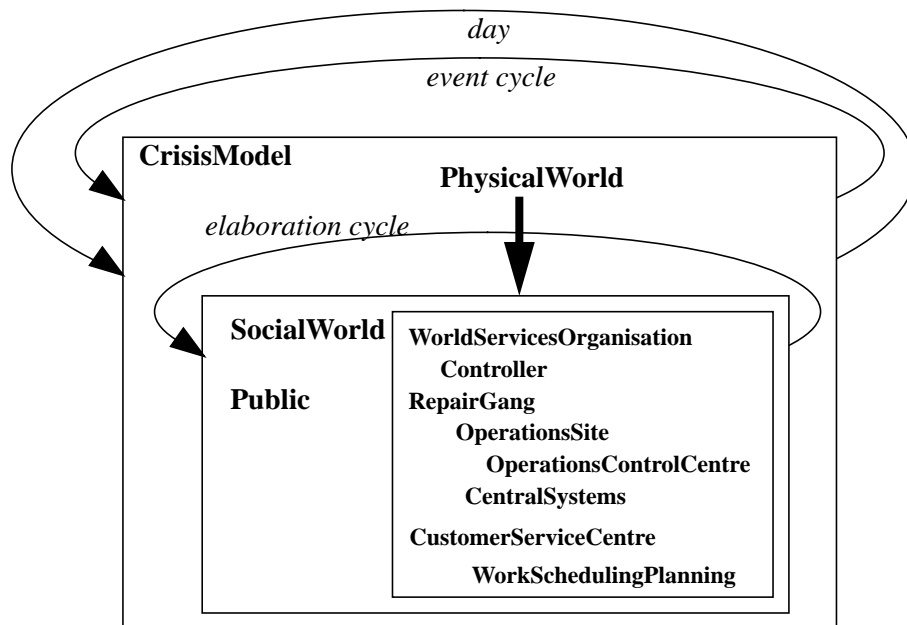 day
event cycle
CrisisModel
PhysicalWorld
elaboration cycle
SocialWorld
Public
WorldServicesOrganisation
Controller
RepairGang
OperationsSite
OperationsControlCentre
CentralSystems
CustomerServiceCentre
WorkSchedulingPlanning